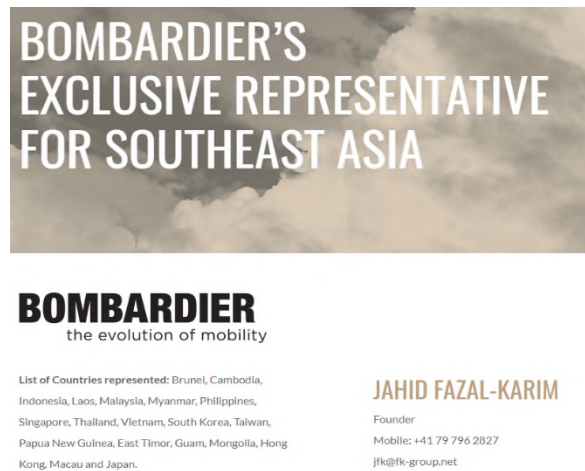 BOMBARDIER'S
EXCLUSIVE REPRESENTATIVE
FOR SOUTHEAST ASIA
BOMBARDIER
the evolution of mobility
List of Countries represented: Brunei, Cambodia,
Indonesia, Laos, Malaysia, Myanmar, Philippines,
Singapore, Thailand, Vietnam, South Korea, Taiwan,
Papua New Guinea, East Timor, Guam, Mongolia, Hong
Kong, Macau and Japan.
JAHID FAZAL-KARIM
Founder
Mobile: +41 79 796 2827
jfk@fk-group.net